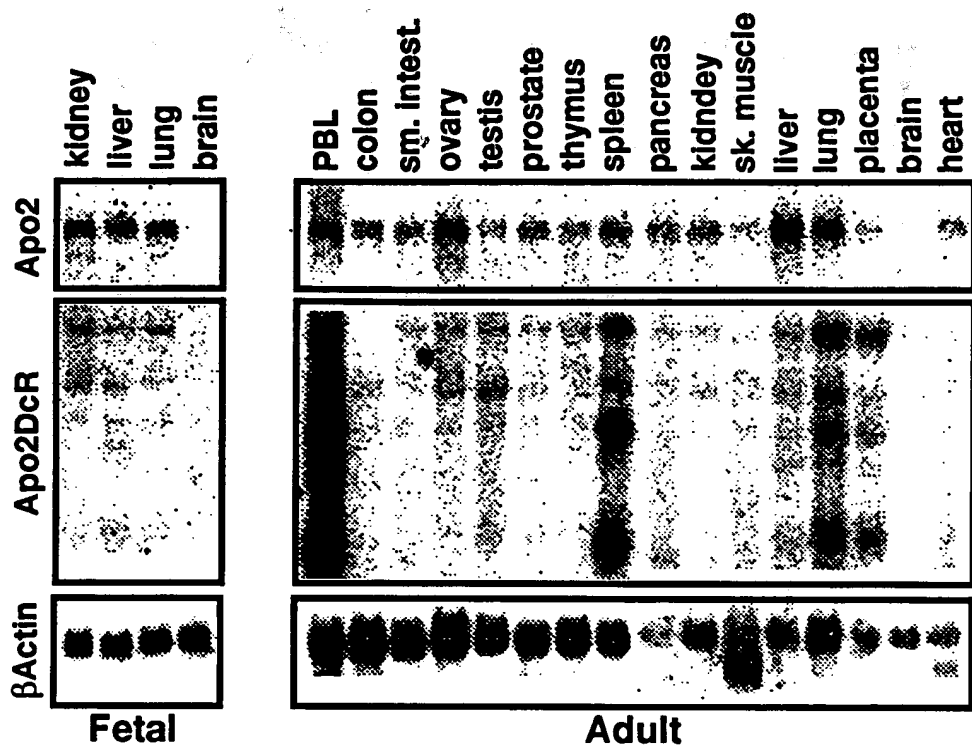 kidney
liver
lung
brain
PBL
colon
sm. intest.
ovary
testis
prostate
thymus
spleen
pancreas
kidndey
sk. muscle
liver
lung
placenta
brain
heart
Apo2
Apo2DcR
βActin
Fetal
Adult